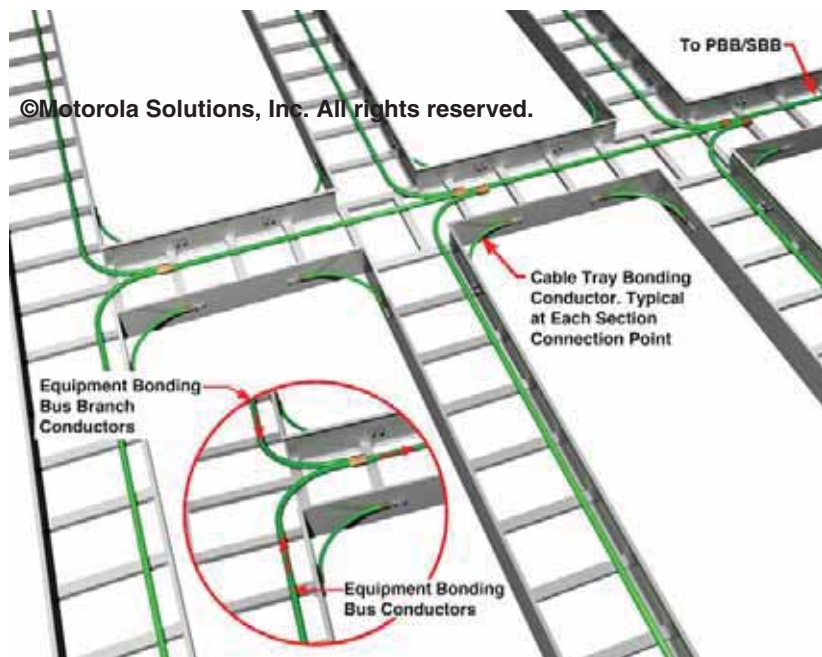 To PBB/SBB
©Motorola Solutions, Inc. All rights reserved.
Cable Tray Bonding
Conductor. Typical
at Each Section
Connection Point
Equipment Bonding
Bus Branch
Conductors
Equipment Bonding
Bus Conductors